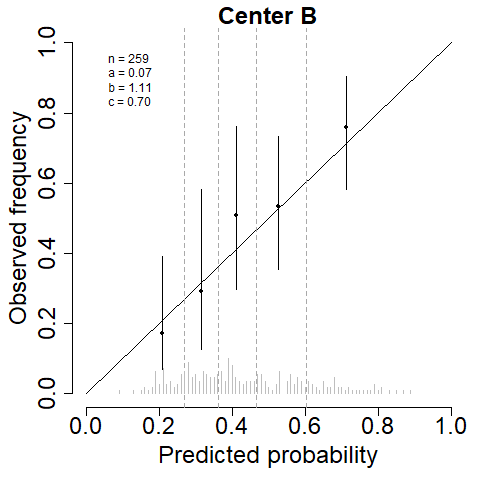 Center B
n = 259
a = 0.07
b = 1.11
c = 0.70
Observed frequency
1.0
0.8
0.6
0.4
0.2
0.0
0.0 0.2 0.4 0.6 0.8 1.0
Predicted probability